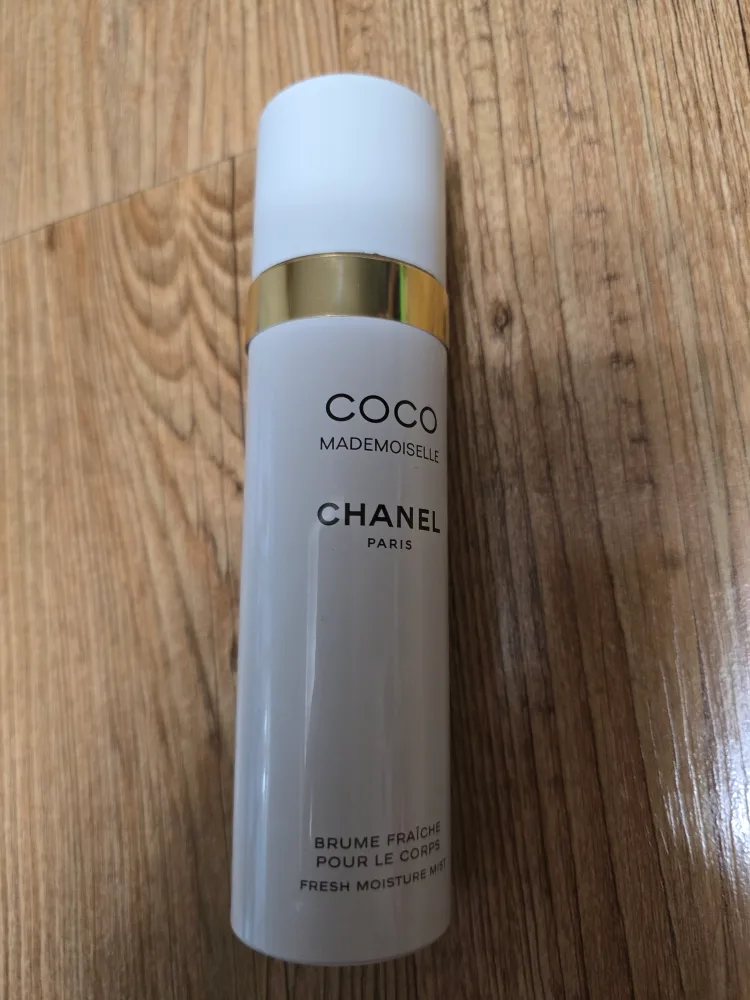 COCO
MADEMOISELLE
CHANEL
PARIS
BRUME FRAÎCHE
POUR LE CORPS
FRESH MOISTURE MIST